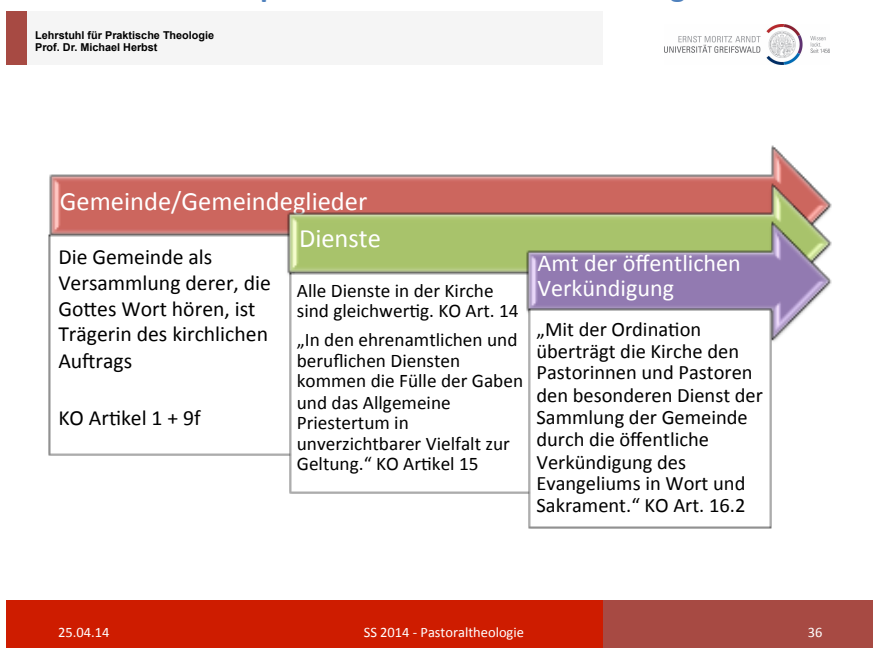 Lehrstuhl für Praktische Theologie
Prof. Dr. Michael Herbst
ERNST MORITZ ARNDT
UNIVERSITÄT GREIFSWALD
Wissen
lockt.
Seit 1456
Gemeinde/Gemeindeglieder
Die Gemeinde als
Versammlung derer, die
Gottes Wort hören, ist
Trägerin des kirchlichen
Auftrags
KO Artikel 1 + 9f
Dienste
Alle Dienste in der Kirche
sind gleichwertig. KO Art. 14
„In den ehrenamtlichen und
beruflichen Diensten
kommen die Fülle der Gaben
und das Allgemeine
Priestertum in
unverzichtbarer Vielfalt zur
Geltung.“ KO Artikel 15
Amt der öffentlichen
Verkündigung
„Mit der Ordination
überträgt die Kirche den
Pastorinnen und Pastoren
den besonderen Dienst der
Sammlung der Gemeinde
durch die öffentliche
Verkündigung des
Evangeliums in Wort und
Sakrament.“ KO Art. 16.2
25.04.14
SS 2014 - Pastoraltheologie
36